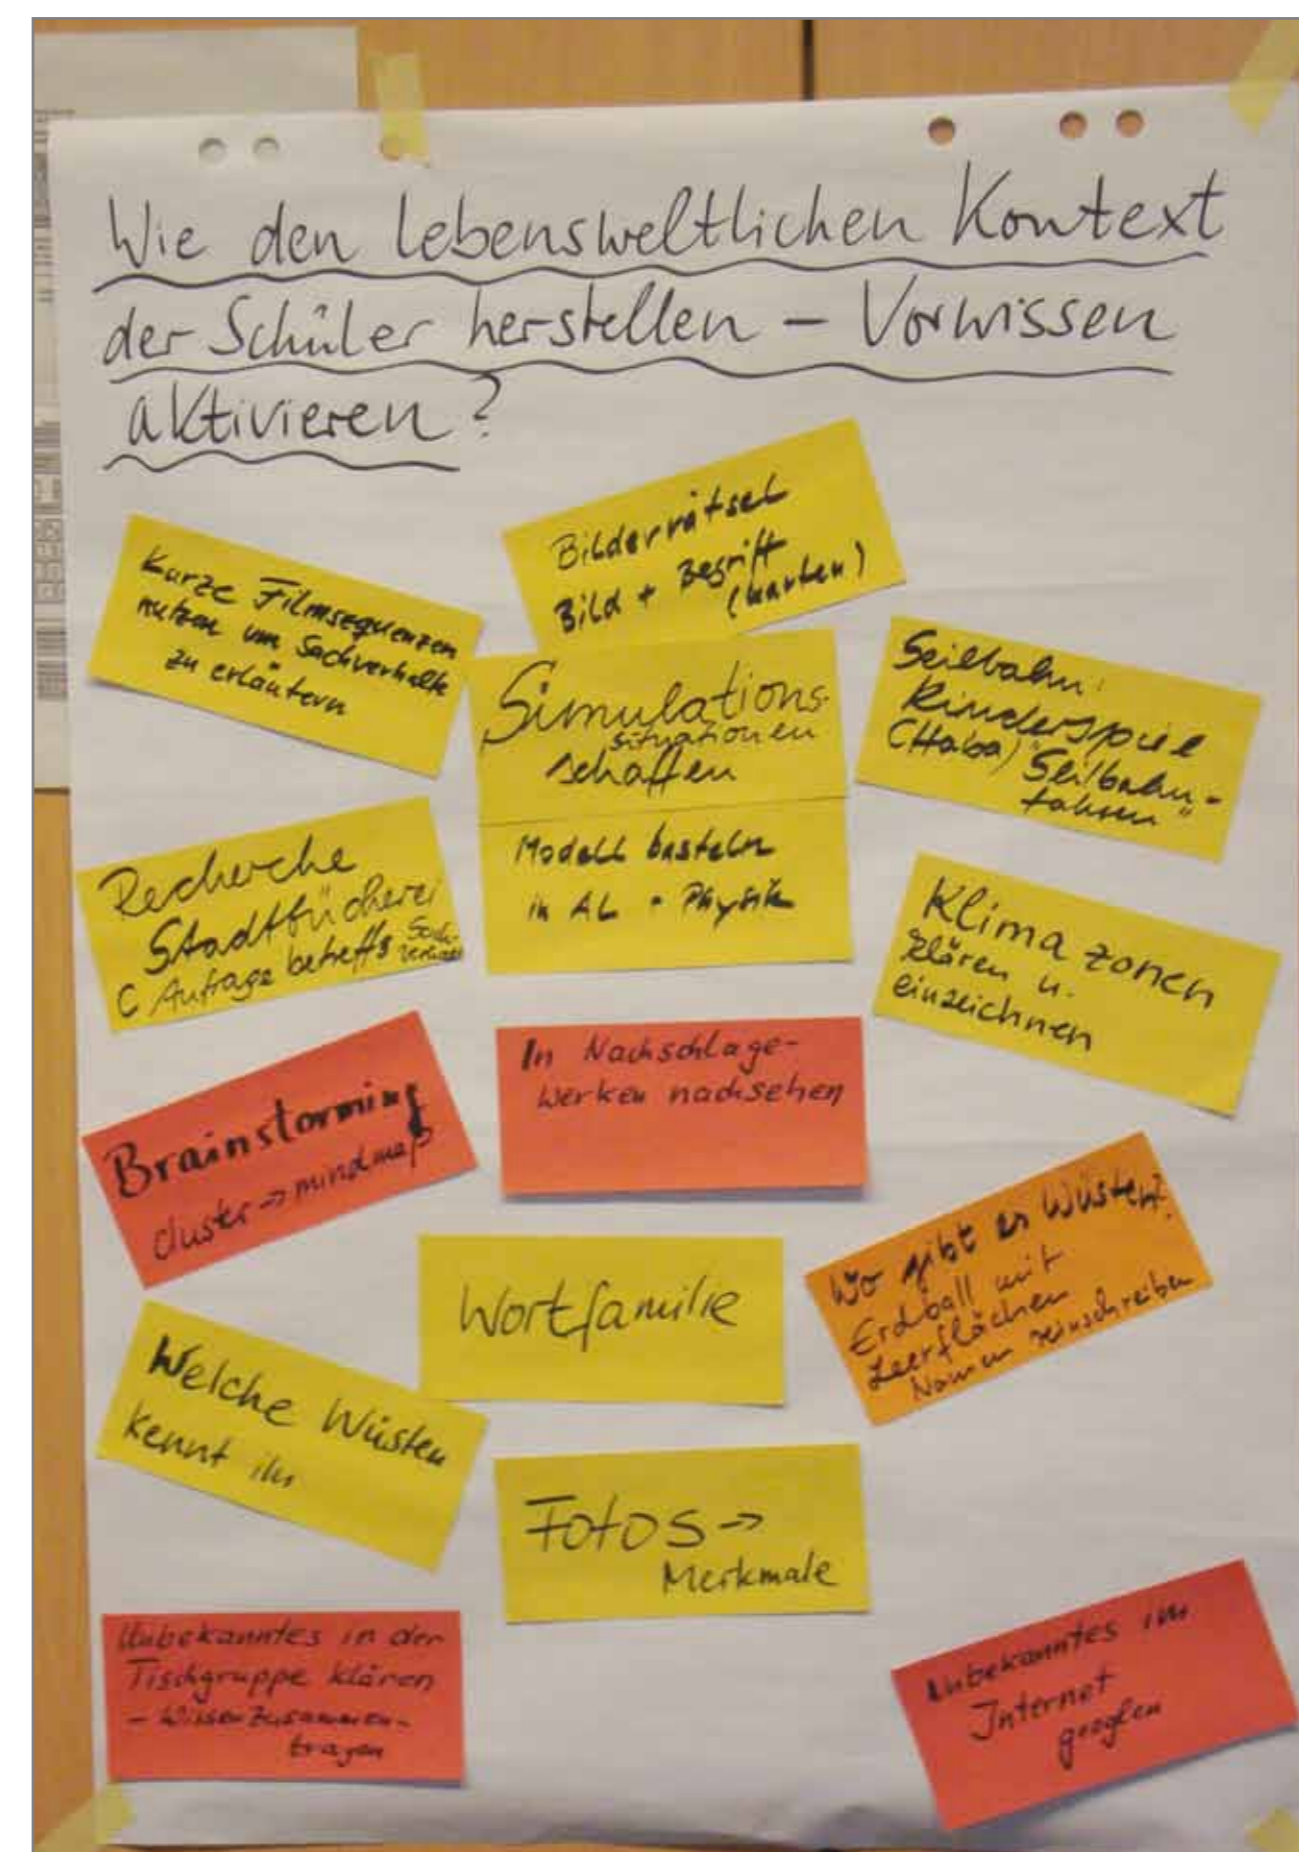 Wie den lebensweltlichen Kontext
der Schüler herstellen – Vorwissen
aktivieren?
Bilderrätsel
Bild + Begriff
(Karten)
Kurze Filmsequenzen
nutzen um Sachverhalte
zu erläutern
Simulations-
situationen
schaffen
Seilbahn:
Kinderspiel
(Haba) "Seilbahn-
fahren"
Modell basteln
in AL + Physik
Recherche
Stadtbücherei
Anfrage betreffs
Klimazonen
klären u.
einzeichnen
Brainstorming
cluster → mindmap
In Nachschlage-
werken nachsehen
Wo gibt es Wüsten?
Erdball mit
Leerflächen
Namen reinschreiben
Wortfamilie
Welche Wüsten
kennt ihr
Fotos →
Merkmale
Unbekanntes in der
Tischgruppe klären
– Wissen zusammen-
tragen
Unbekanntes im
Internet
googlen